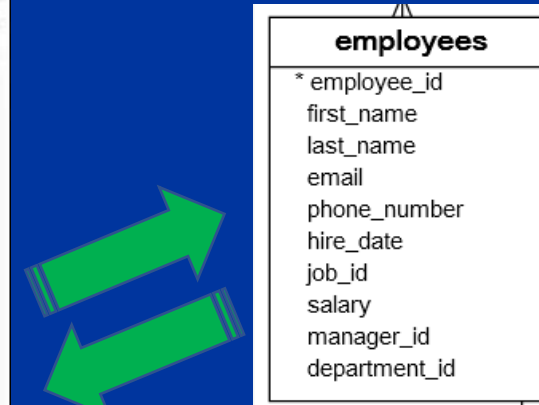 employees
* employee_id
first_name
last_name
email
phone_number
hire_date
job_id
salary
manager_id
department_id